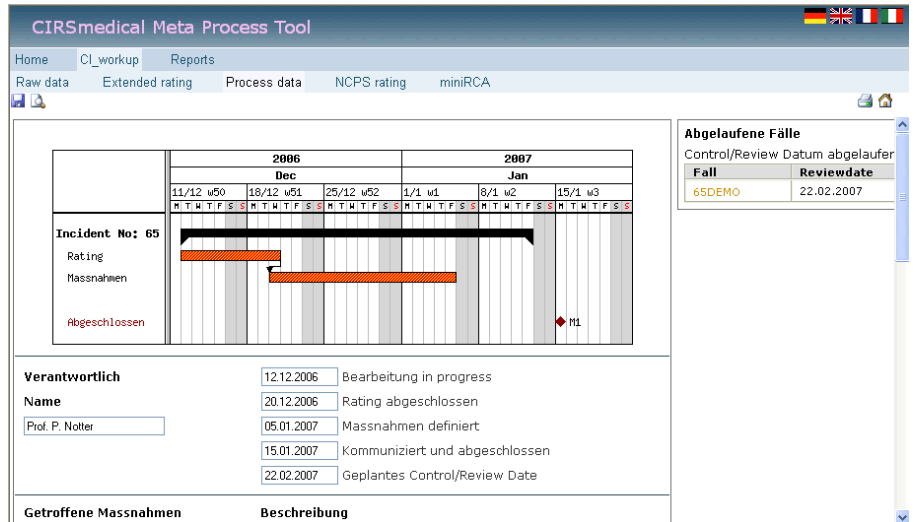 CIRSmedical Meta Process Tool
Home CI_workup Reports
Raw data Extended rating Process data NCPS rating miniRCA
2006 2007
Dec Jan
11/12 w50 18/12 w51 25/12 w52 1/1 w1 8/1 w2 15/1 w3
M T W T F S S M T W T F S S M T W T F S S M T W T F S S M T W T F S S M T W T F S S
Incident No: 65
Rating
Massnahmen
Abgeschlossen M1
Abgelaufene Fälle
Control/Review Datum abgelaufen
Fall Reviewdate
65DEMO 22.02.2007
Verantwortlich 12.12.2006 Bearbeitung in progress
Name 20.12.2006 Rating abgeschlossen
Prof. P. Notter 05.01.2007 Massnahmen definiert
15.01.2007 Kommuniziert und abgeschlossen
22.02.2007 Geplantes Control/Review Date
Getroffene Massnahmen Beschreibung